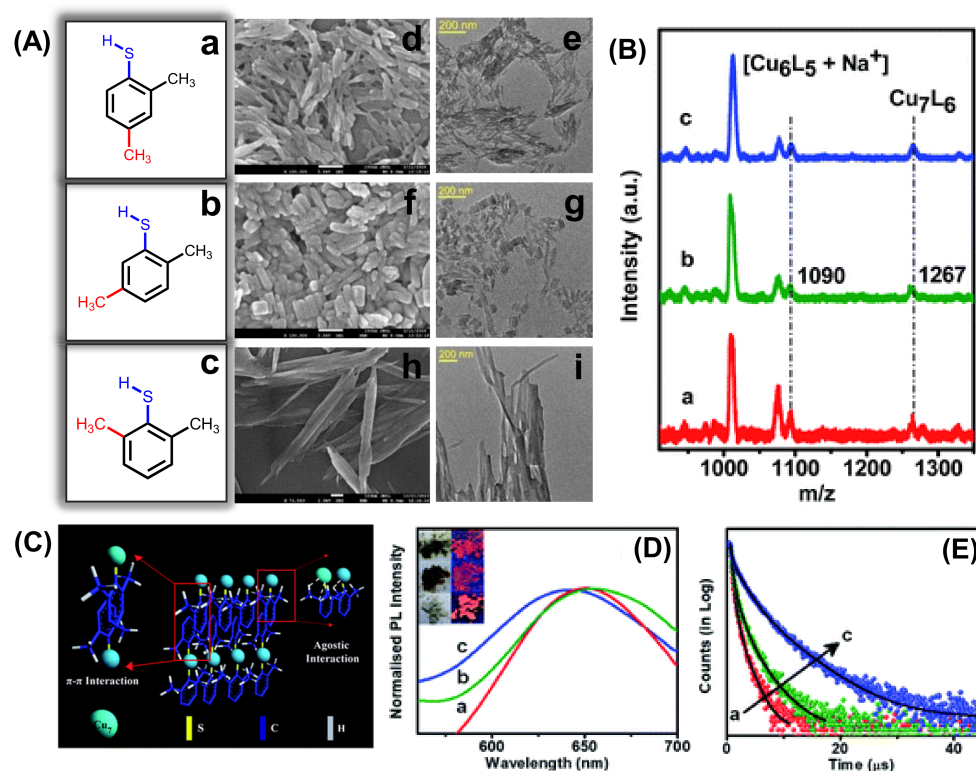 (A)
a
H
S
CH3
CH3
b
H
S
CH3
H3C
c
H
S
H3C
CH3
d
e
200 nm
f
g
200 nm
h
i
200 nm
(B)
[Cu6L5 + Na+]
Cu7L6
c
b
1090
1267
a
Intensity (a.u.)
1000 1100 1200 1300
m/z
(C)
π-π Interaction
Agostic
Interaction
Cu7
S
C
H
(D)
Normalised PL Intensity
c
b
a
600 650 700
Wavelength (nm)
(E)
Counts (in Log)
c
a
0 20 40
Time (μs)